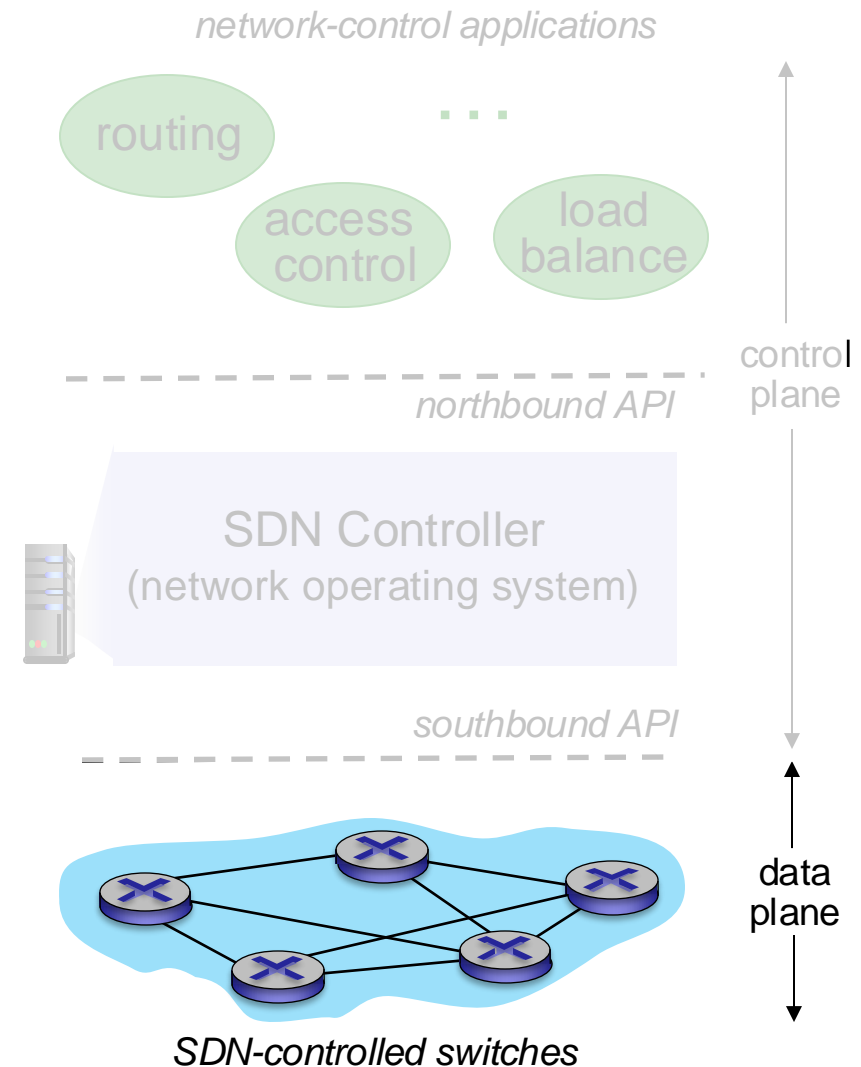 network-control applications
routing
...
access
control
load
balance
control
plane
northbound API
SDN Controller
(network operating system)
southbound API
data
plane
SDN-controlled switches